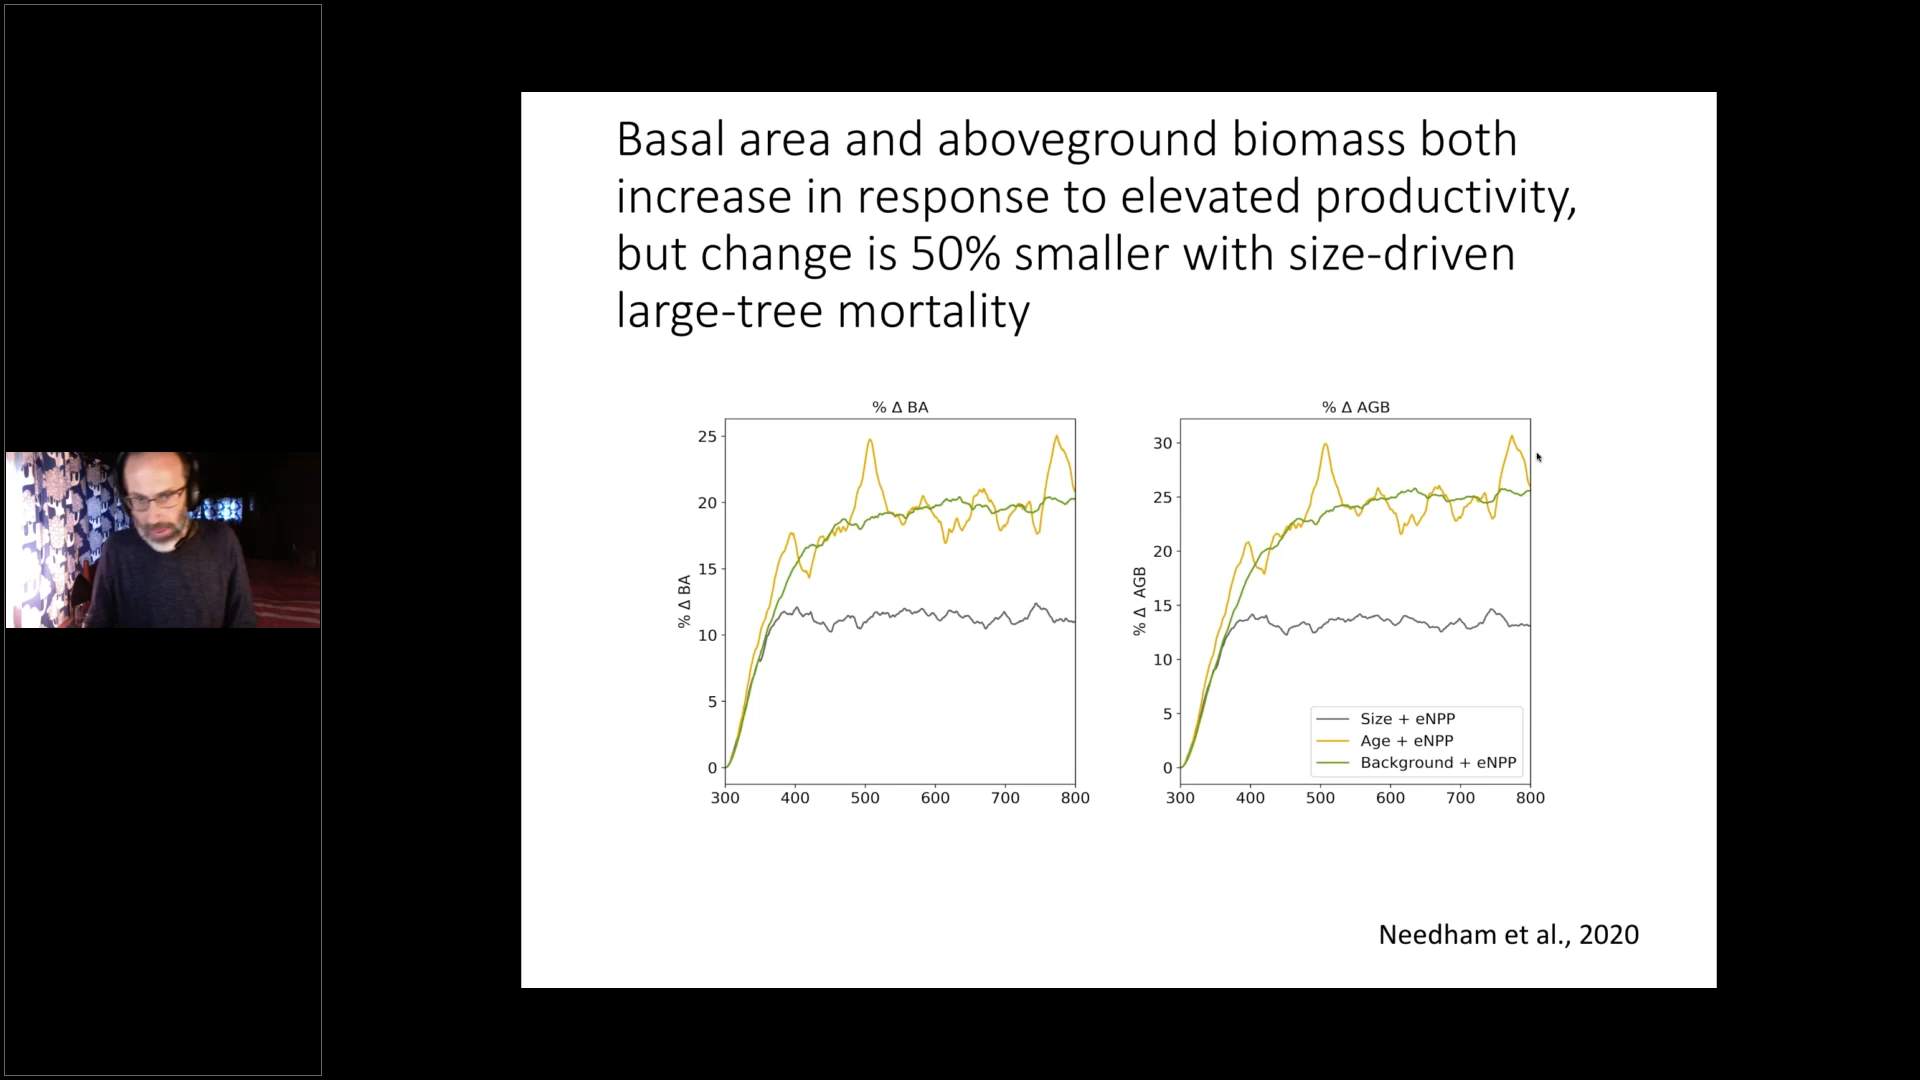 Basal area and aboveground biomass both
increase in response to elevated productivity,
but change is 50% smaller with size-driven
large-tree mortality
% Δ BA
% Δ BA
25
20
15
10
5
0
300 400 500 600 700 800
% Δ AGB
% Δ AGB
30
25
20
15
10
5
0
300 400 500 600 700 800
Size + eNPP
Age + eNPP
Background + eNPP
Needham et al., 2020